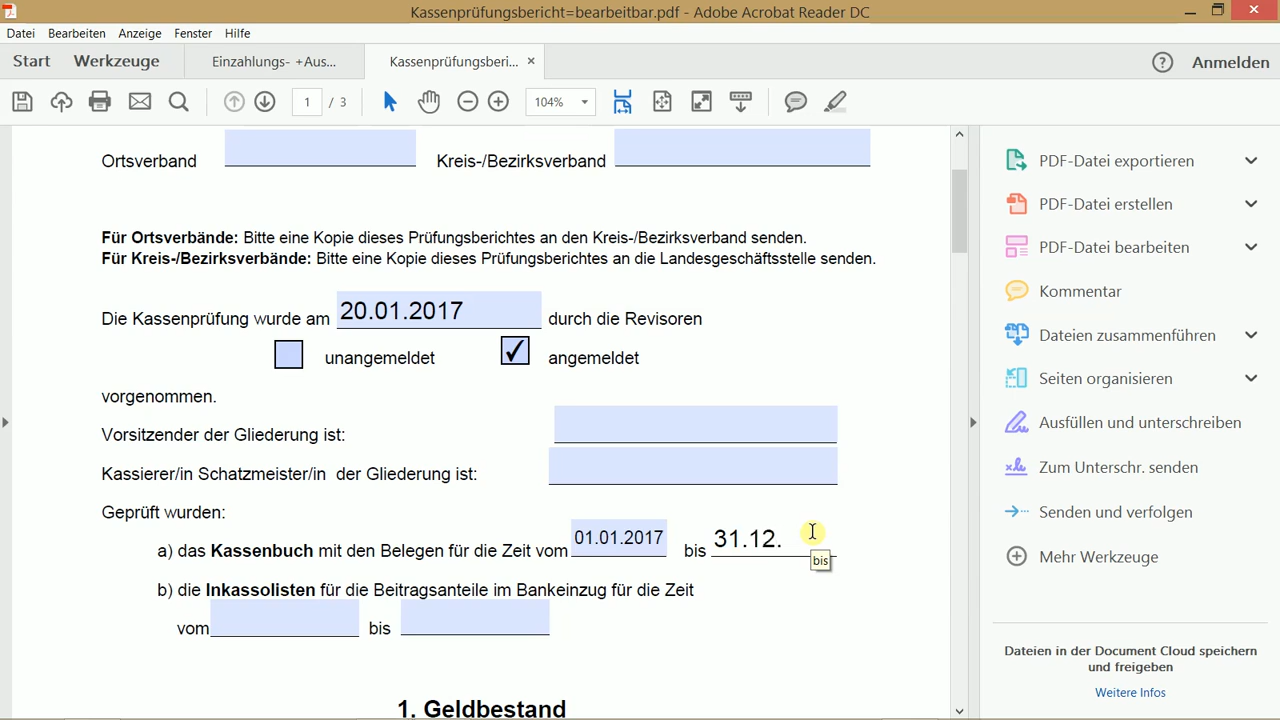 Kassenprüfungsbericht=bearbeitbar.pdf - Adobe Acrobat Reader DC
Datei Bearbeiten Anzeige Fenster Hilfe
Start Werkzeuge Einzahlungs- +Aus... Kassenprüfungsberi... × Anmelden
1 / 3 104%
Ortsverband Kreis-/Bezirksverband
Für Ortsverbände: Bitte eine Kopie dieses Prüfungsberichtes an den Kreis-/Bezirksverband senden.
Für Kreis-/Bezirksverbände: Bitte eine Kopie dieses Prüfungsberichtes an die Landesgeschäftsstelle senden.
Die Kassenprüfung wurde am 20.01.2017 durch die Revisoren
unangemeldet ✓ angemeldet
vorgenommen.
Vorsitzender der Gliederung ist:
Kassierer/in Schatzmeister/in der Gliederung ist:
Geprüft wurden:
a) das Kassenbuch mit den Belegen für die Zeit vom 01.01.2017 bis 31.12.
bis
b) die Inkassolisten für die Beitragsanteile im Bankeinzug für die Zeit
vom bis
1. Geldbestand
PDF-Datei exportieren
PDF-Datei erstellen
PDF-Datei bearbeiten
Kommentar
Dateien zusammenführen
Seiten organisieren
Ausfüllen und unterschreiben
Zum Unterschr. senden
Senden und verfolgen
Mehr Werkzeuge
Dateien in der Document Cloud speichern
und freigeben
Weitere Infos